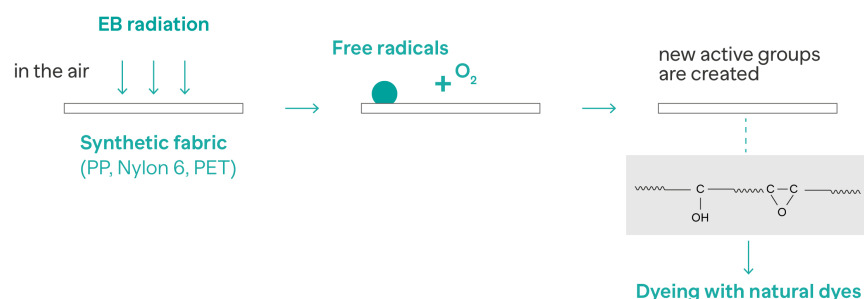 EB radiation
in the air
Synthetic fabric
(PP, Nylon 6, PET)
Free radicals
+ O₂
new active groups
are created
C C — C
OH O
Dyeing with natural dyes